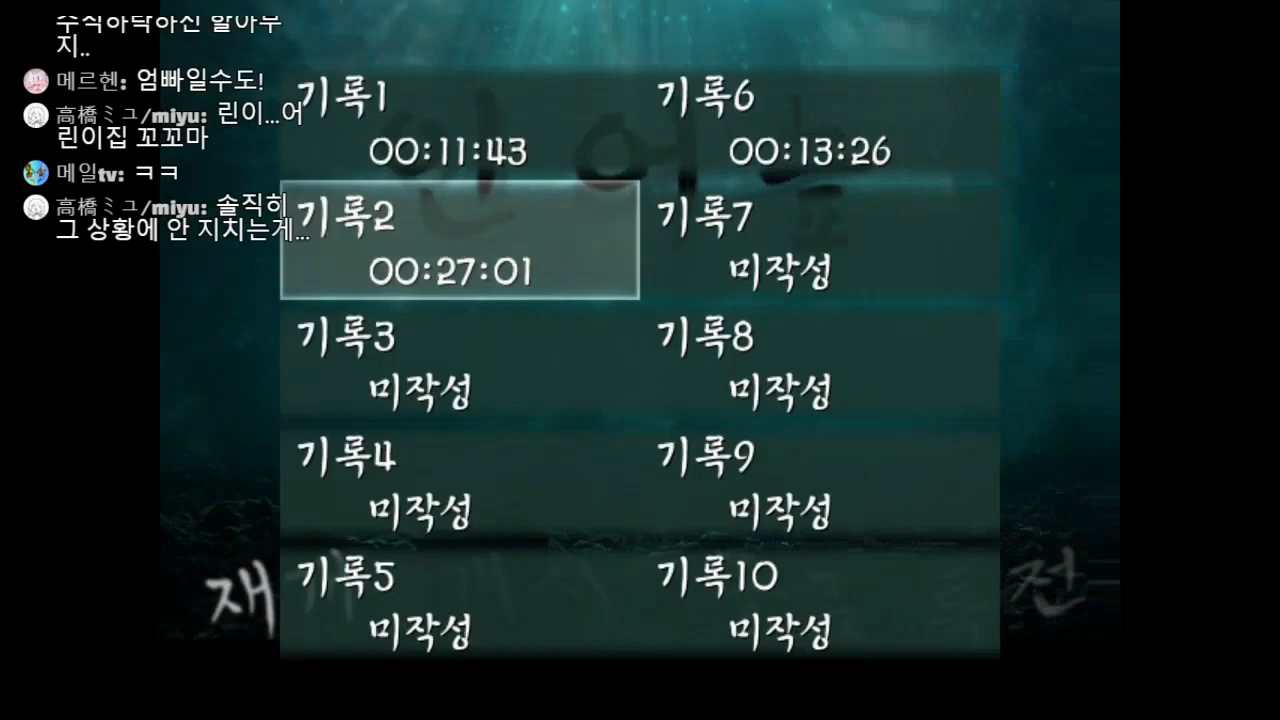 지..
메르헨: 엄빠일수도!
高橋ミュ/miyu: 린이...어
린이집 꼬꼬마
메일tv: ㅋㅋ
高橋ミュ/miyu: 솔직히
그 상황에 안 지치는게...
인어
기록1
00:11:43
기록2
00:27:01
기록3
미작성
기록4
미작성
기록5
미작성
기록6
00:13:26
기록7
미작성
기록8
미작성
기록9
미작성
기록10
미작성
재
전